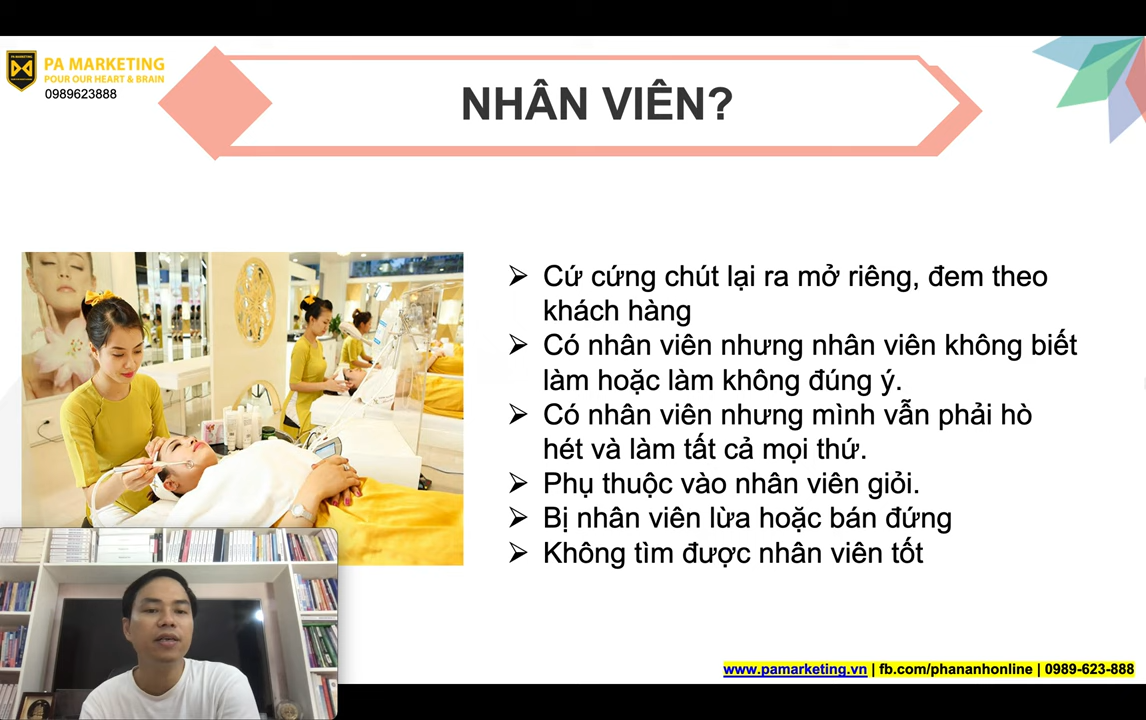 PA MARKETING
POUR OUR HEART & BRAIN
0989623888
NHÂN VIÊN?
Cứ cứng chút lại ra mở riêng, đem theo
khách hàng
Có nhân viên nhưng nhân viên không biết
làm hoặc làm không đúng ý.
Có nhân viên nhưng mình vẫn phải hò
hét và làm tất cả mọi thứ.
Phụ thuộc vào nhân viên giỏi.
Bị nhân viên lừa hoặc bán đứng
Không tìm được nhân viên tốt
www.pamarketing.vn | fb.com/phananhonline | 0989-623-888